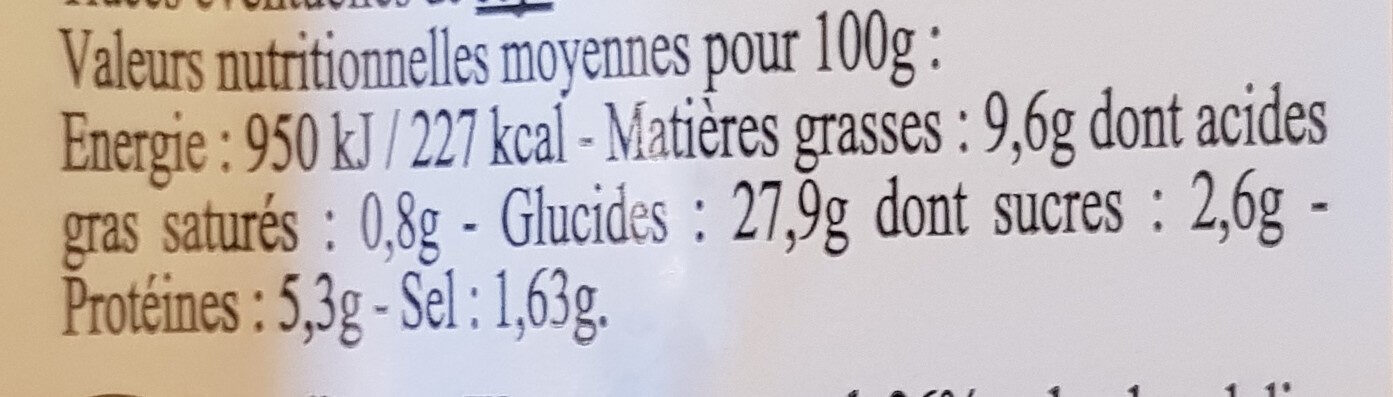 Valeurs nutritionnelles moyennes pour 100g :
Energie : 950 kJ / 227 kcal - Matières grasses : 9,6g dont acides
gras saturés : 0,8g - Glucides : 27,9g dont sucres : 2,6g -
Protéines : 5,3g - Sel : 1,63g.